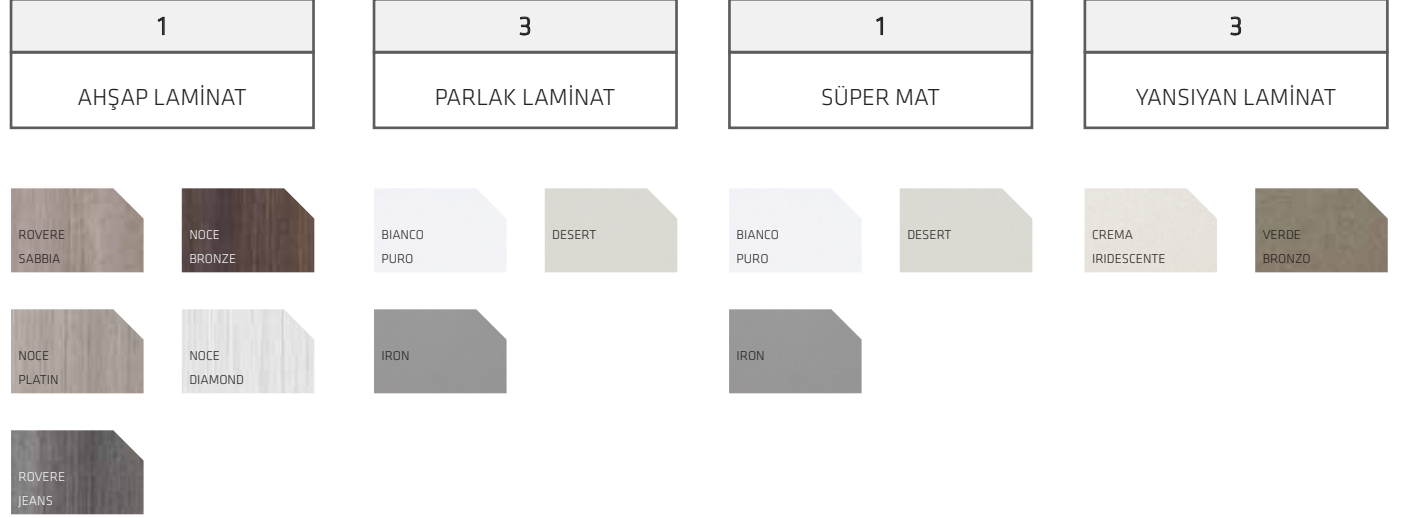 1
AHŞAP LAMİNAT
ROVERE
SABBIA
NOCE
BRONZE
NOCE
PLATIN
NOCE
DIAMOND
ROVERE
JEANS
3
PARLAK LAMİNAT
BIANCO
PURO
DESERT
IRON
1
SÜPER MAT
BIANCO
PURO
DESERT
IRON
3
YANSIYAN LAMİNAT
CREMA
IRIDESCENTE
VERDE
BRONZO